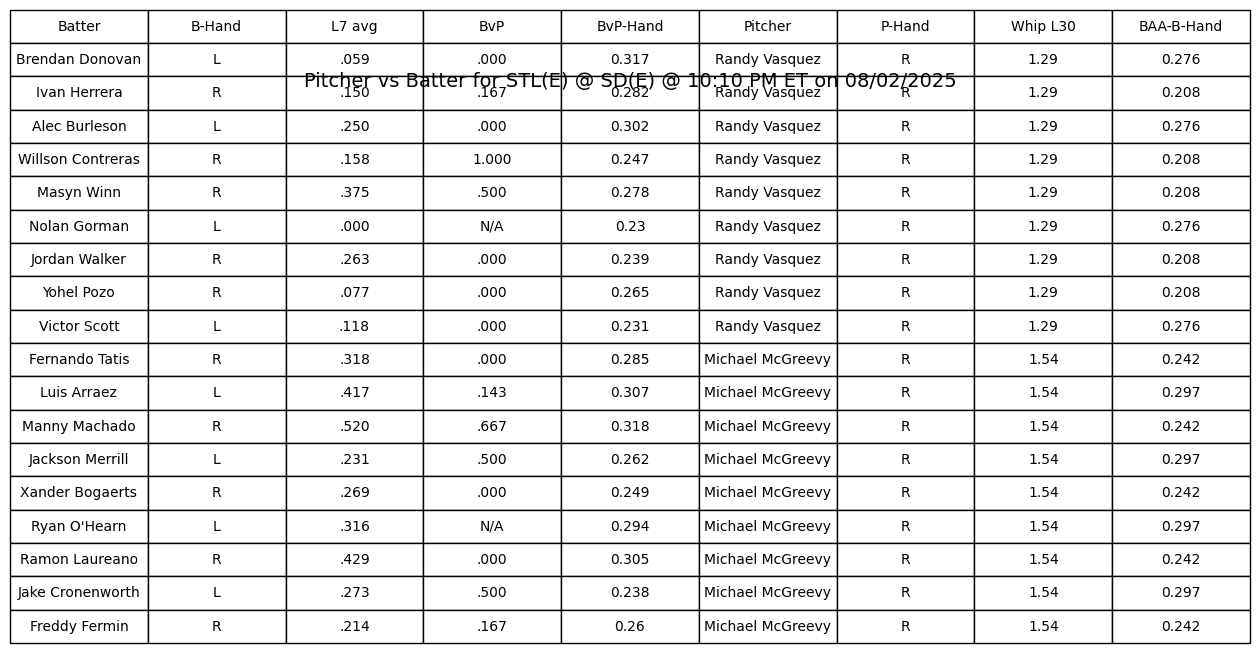 Batter B-Hand L7 avg BvP BvP-Hand Pitcher P-Hand Whip L30 BAA-B-Hand
Brendan Donovan L .059 .000 0.317 Randy Vasquez R 1.29 0.276
Pitcher vs Batter for STL(E) @ SD(E) @ 10:10 PM ET on 08/02/2025
Ivan Herrera R .150 .167 0.282 Randy Vasquez R 1.29 0.208
Alec Burleson L .250 .000 0.302 Randy Vasquez R 1.29 0.276
Willson Contreras R .158 1.000 0.247 Randy Vasquez R 1.29 0.208
Masyn Winn R .375 .500 0.278 Randy Vasquez R 1.29 0.208
Nolan Gorman L .000 N/A 0.23 Randy Vasquez R 1.29 0.276
Jordan Walker R .263 .000 0.239 Randy Vasquez R 1.29 0.208
Yohel Pozo R .077 .000 0.265 Randy Vasquez R 1.29 0.208
Victor Scott L .118 .000 0.231 Randy Vasquez R 1.29 0.276
Fernando Tatis R .318 .000 0.285 Michael McGreevy R 1.54 0.242
Luis Arraez L .417 .143 0.307 Michael McGreevy R 1.54 0.297
Manny Machado R .520 .667 0.318 Michael McGreevy R 1.54 0.242
Jackson Merrill L .231 .500 0.262 Michael McGreevy R 1.54 0.297
Xander Bogaerts R .269 .000 0.249 Michael McGreevy R 1.54 0.242
Ryan O'Hearn L .316 N/A 0.294 Michael McGreevy R 1.54 0.297
Ramon Laureano R .429 .000 0.305 Michael McGreevy R 1.54 0.242
Jake Cronenworth L .273 .500 0.238 Michael McGreevy R 1.54 0.297
Freddy Fermin R .214 .167 0.26 Michael McGreevy R 1.54 0.242